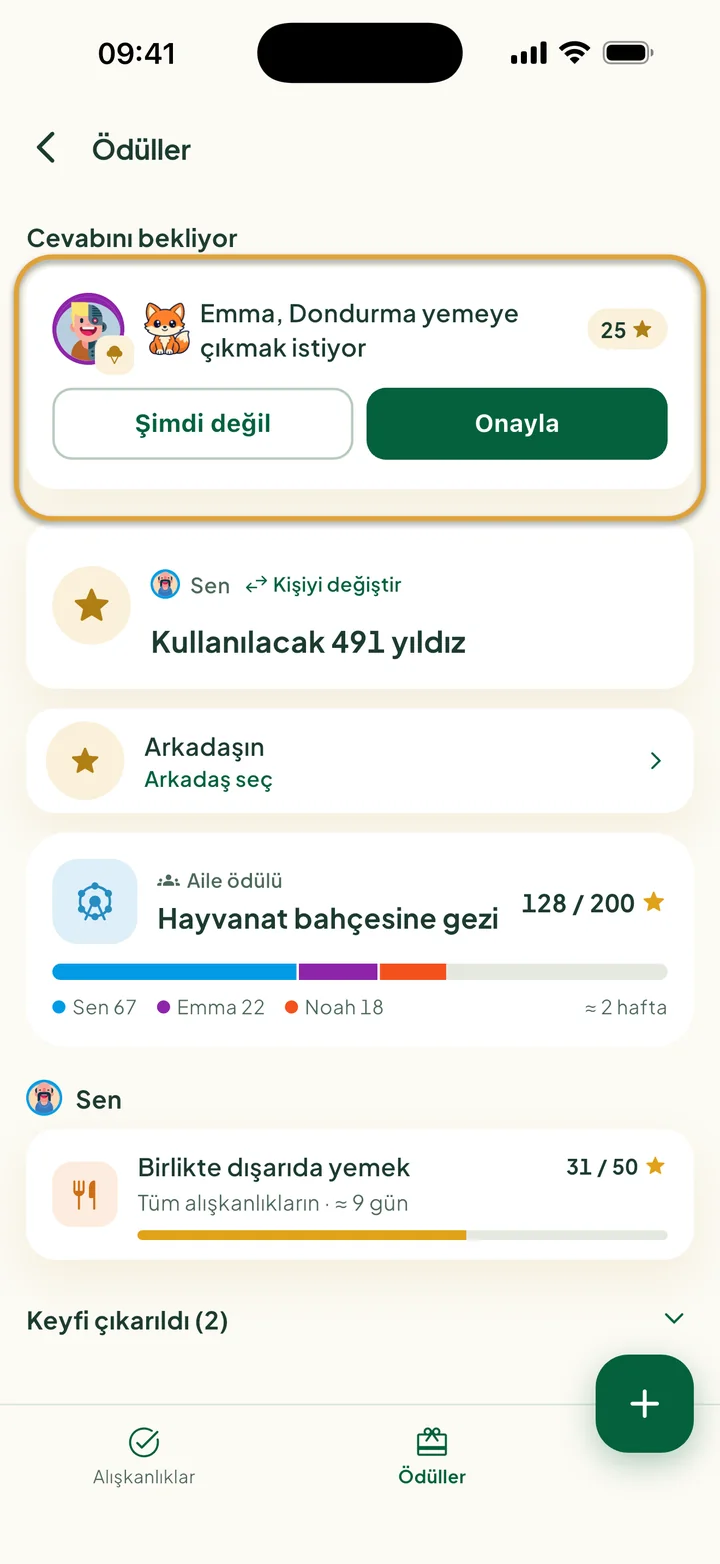 09:41
Ödüller
Cevabını bekliyor
Emma, Dondurma yemeye
çıkmak istiyor
25
Şimdi değil
Onayla
Sen
Kişiyi değiştir
Kullanılacak 491 yıldız
Arkadaşın
Arkadaş seç
Aile ödülü
Hayvanat bahçesine gezi
128 / 200
Sen 67
Emma 22
Noah 18
≈ 2 hafta
Sen
Birlikte dışarıda yemek
31 / 50
Tüm alışkanlıkların · ≈ 9 gün
Keyfi çıkarıldı (2)
Alışkanlıklar
Ödüller